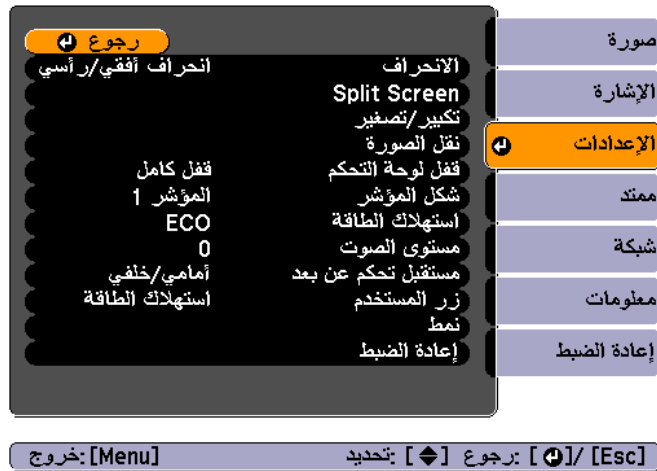 رجوع
الانحراف انحراف أفقي/رأسي
Split Screen
تكبير/تصغير
نقل الصورة
قفل لوحة التحكم قفل كامل
شكل المؤشر المؤشر 1
استهلاك الطاقة ECO
مستوى الصوت 0
مستقبل تحكم عن بعد أمامي/خلفي
زر المستخدم استهلاك الطاقة
نمط
إعادة الضبط
صورة
الإشارة
الإعدادات
ممتد
شبكة
معلومات
إعادة الضبط
[Esc] /[ ] :رجوع [ ] :تحديد [Menu] :خروج